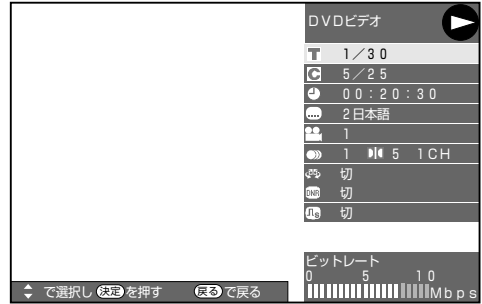 DVDビデオ
T 1／30
C 5／25
00：20：30
2日本語
1
1 5 1CH
切
DNR 切
S 切
ビットレート
0 5 10
Mbps
で選択し 決定 を押す 戻る で戻る